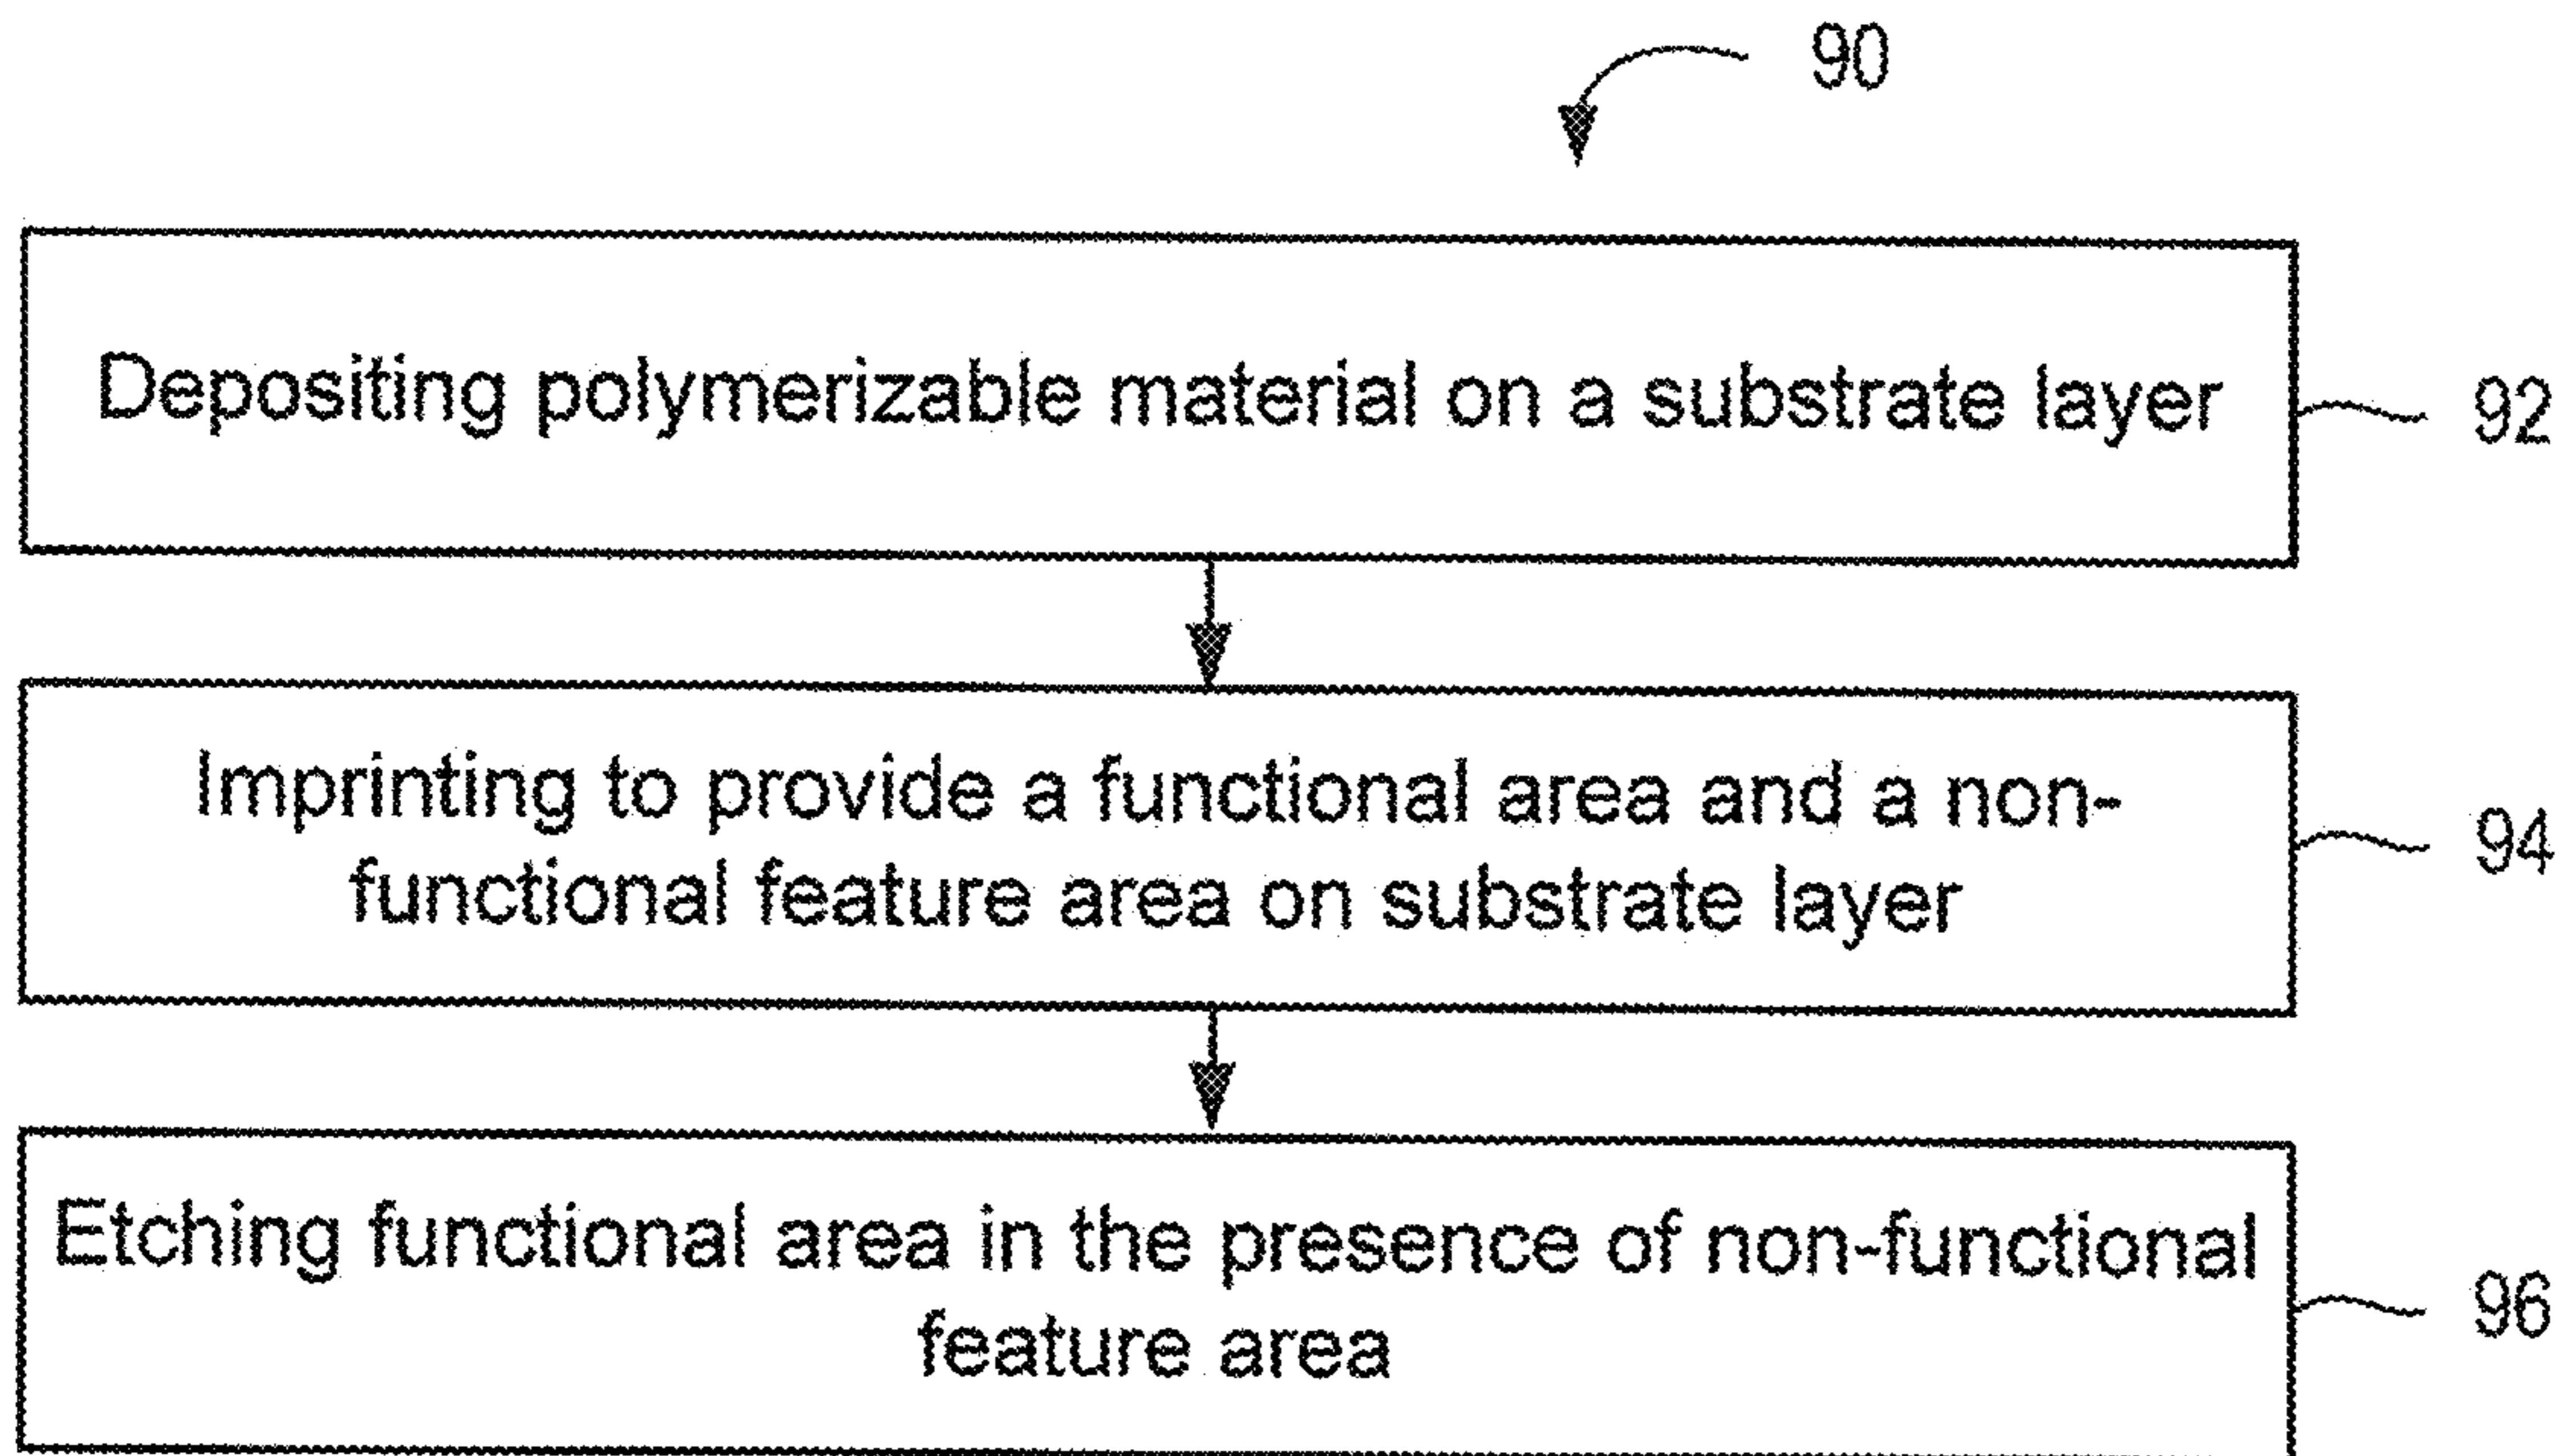 90
Depositing polymerizable material on a substrate layer
92
Imprinting to provide a functional area and a non-
functional feature area on substrate layer
94
Etching functional area in the presence of non-functional
feature area
96